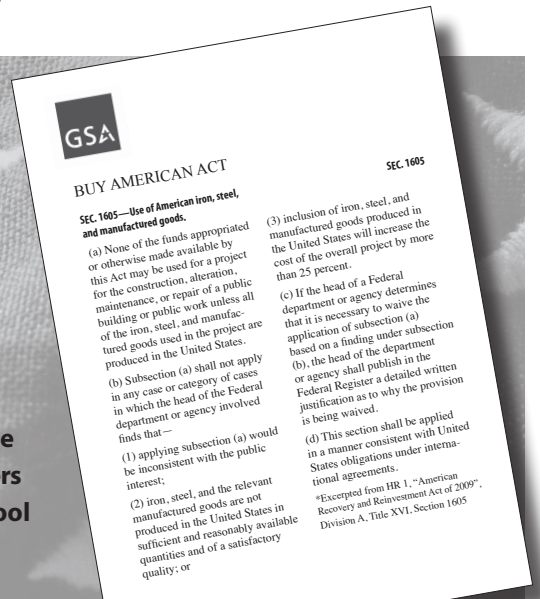 GSA
BUY AMERICAN ACT
SEC. 1605
SEC. 1605—Use of American iron, steel,
and manufactured goods.
(a) None of the funds appropriated
or otherwise made available by
this Act may be used for a project
for the construction, alteration,
maintenance, or repair of a public
building or public work unless all
of the iron, steel, and manufac-
tured goods used in the project are
produced in the United States.
(b) Subsection (a) shall not apply
in any case or category of cases
in which the head of the Federal
department or agency involved
finds that—
(1) applying subsection (a) would
be inconsistent with the public
interest;
(2) iron, steel, and the relevant
manufactured goods are not
produced in the United States in
sufficient and reasonably available
quantities and of a satisfactory
quality; or
(3) inclusion of iron, steel, and
manufactured goods produced in
the United States will increase the
cost of the overall project by more
than 25 percent.
(c) If the head of a Federal
department or agency determines
that it is necessary to waive the
application of subsection (a)
based on a finding under subsection
(b), the head of the department
or agency shall publish in the
Federal Register a detailed written
justification as to why the provision
is being waived.
(d) This section shall be applied
in a manner consistent with United
States obligations under interna-
tional agreements.
*Excerpted from HR 1, “American
Recovery and Reinvestment Act of 2009”,
Division A, Title XVI, Section 1605